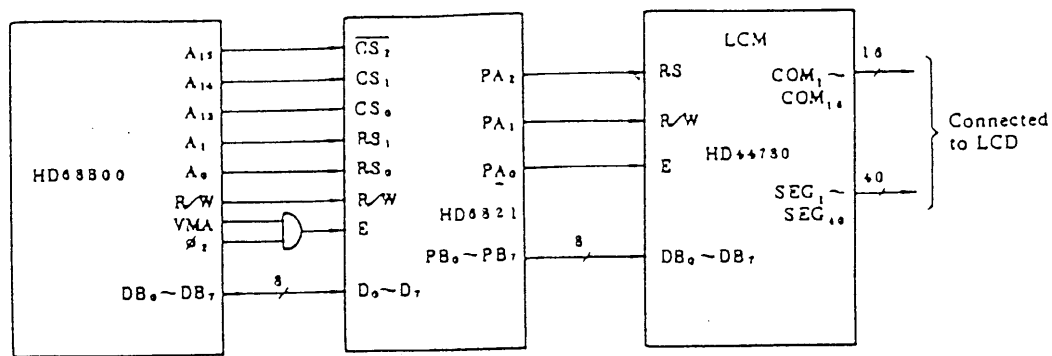 HD68B00
A₁₅
A₁₄
A₁₃
A₁
A₀
R/W
VMA
ø₂
DB₀~DB₇
8
CS₂
CS₁
CS₀
RS₁
RS₀
R/W
E
D₀~D₇
PA₂
PA₁
PA₀
HD6821
PB₀~PB₇
8
LCM
RS
R/W
HD44780
E
DB₀~DB₇
COM₁~
COM₁₆
SEG₁~
SEG₄₀
16
40
Connected
to LCD